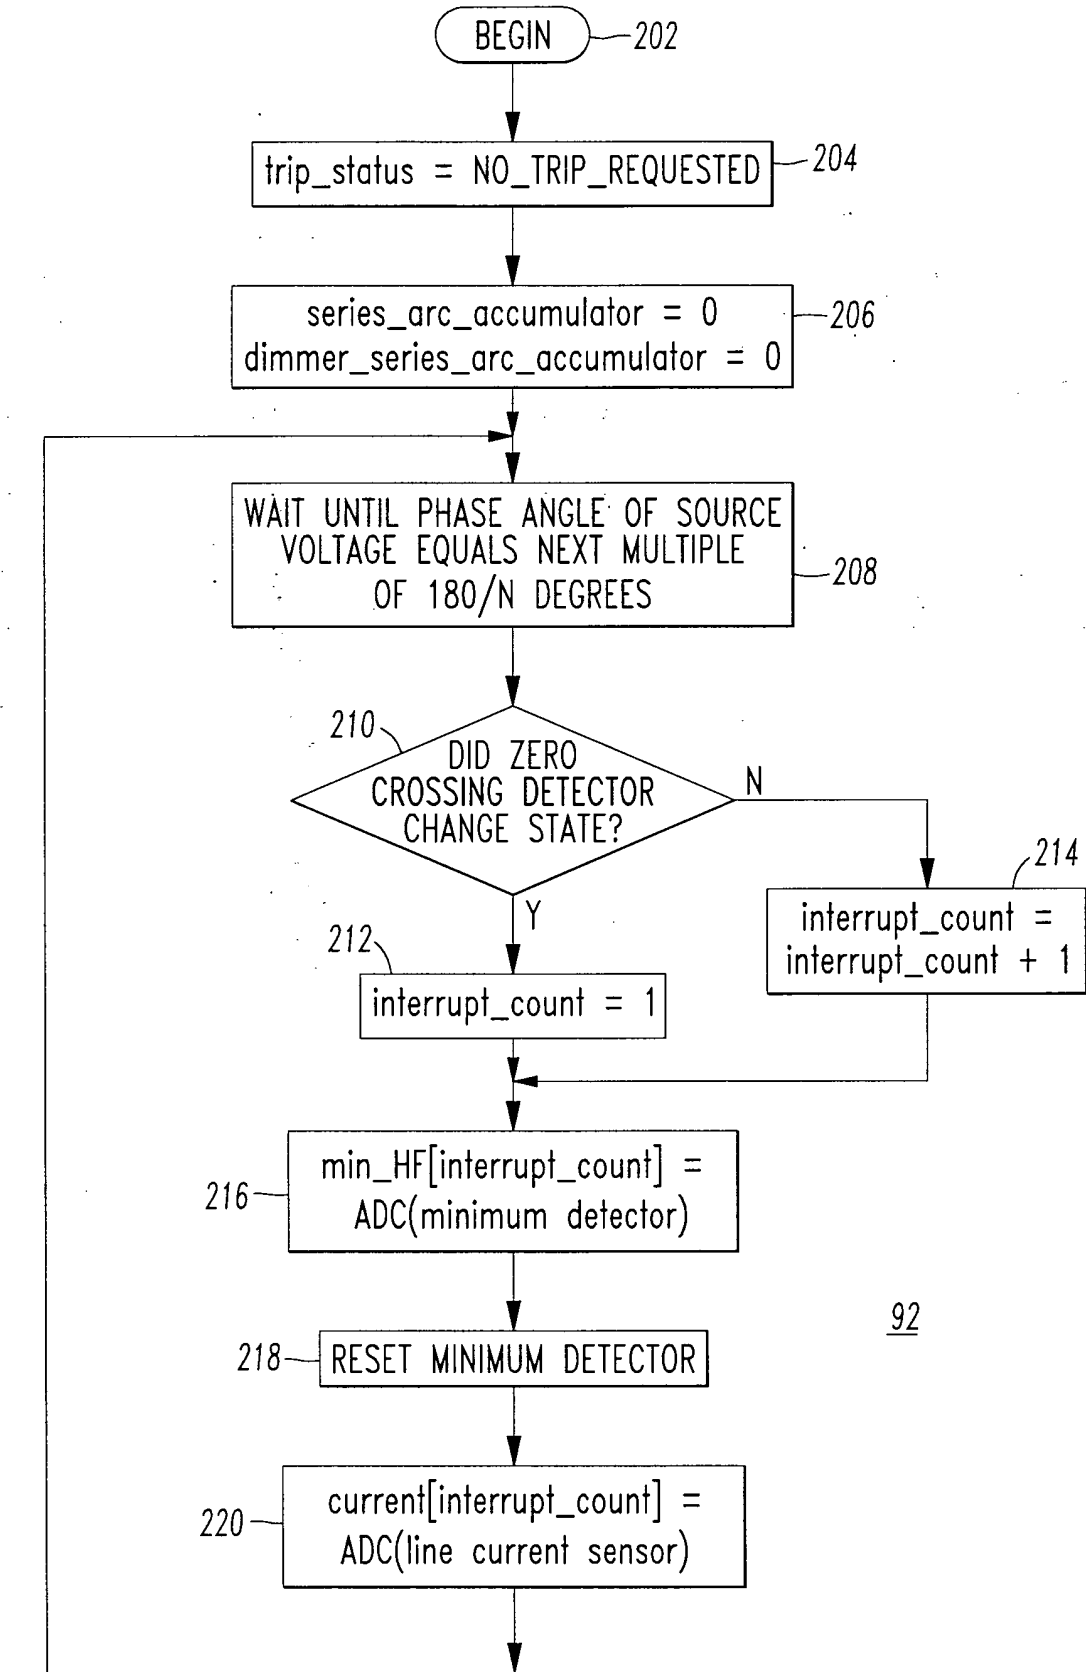 BEGIN
202
trip_status = NO_TRIP_REQUESTED
204
series_arc_accumulator = 0
dimmer_series_arc_accumulator = 0
206
WAIT UNTIL PHASE ANGLE OF SOURCE
VOLTAGE EQUALS NEXT MULTIPLE
OF 180/N DEGREES
208
210
DID ZERO
CROSSING DETECTOR
CHANGE STATE?
N
Y
214
interrupt_count =
interrupt_count + 1
212
interrupt_count = 1
216
min_HF[interrupt_count] =
ADC(minimum detector)
92
218
RESET MINIMUM DETECTOR
220
current[interrupt_count] =
ADC(line current sensor)